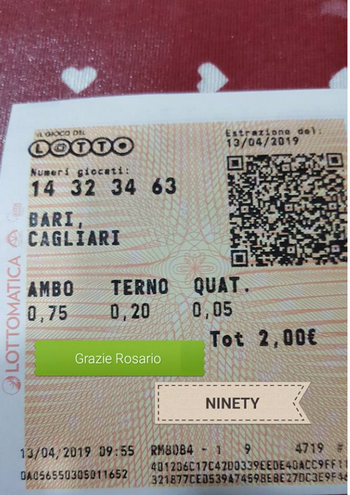 IL GIOCO DEL
LOTTO
Estrazione del:
13/04/2019
Numeri giocati:
14 32 34 63
BARI,
CAGLIARI
LOTTOMATICA
AMBO TERNO QUAT.
0,75 0,20 0,05
Tot 2,00€
Grazie Rosario
NINETY
13/04/2019 09:55 RM8084 - 1 9 4719 #